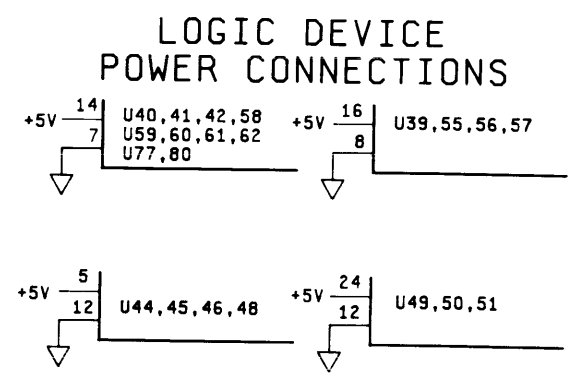 LOGIC DEVICE
POWER CONNECTIONS
14
+5V
7
U40,41,42,58
U59,60,61,62
U77,80
16
+5V
8
U39,55,56,57
5
+5V
12
U44,45,46,48
24
+5V
12
U49,50,51